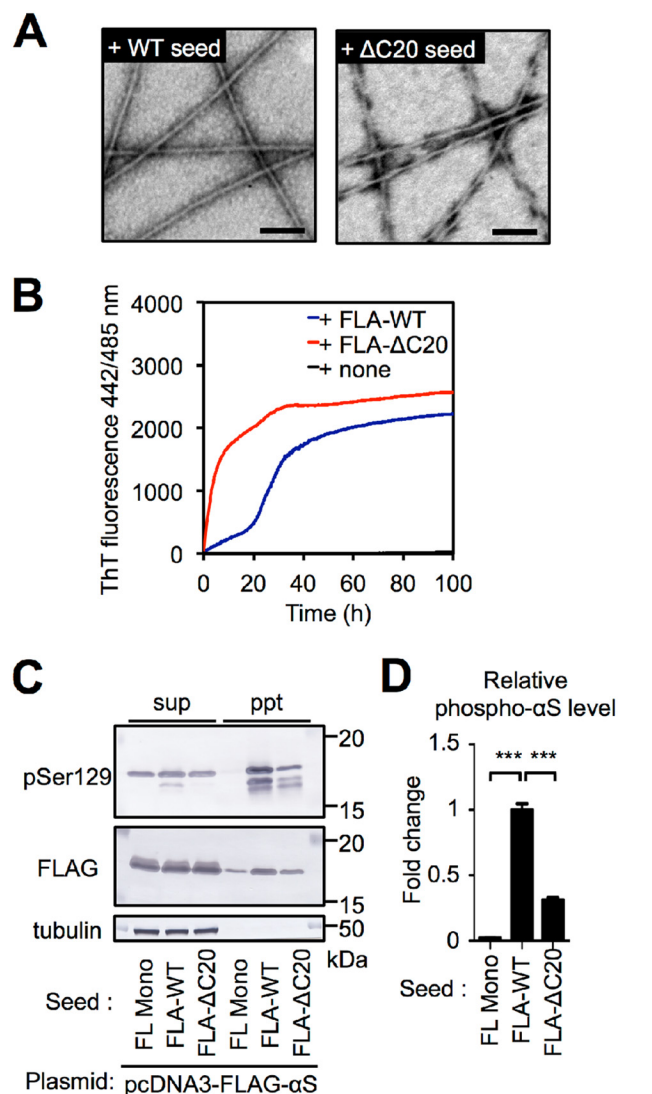 A
+ WT seed
+ ΔC20 seed
B
ThT fluorescence 442/485 nm
4000
3000
2000
1000
0
+ FLA-WT
+ FLA-ΔC20
+ none
0 20 40 60 80 100
Time (h)
C
sup ppt
pSer129
20
15
FLAG
20
15
tubulin
50
kDa
Seed : FL Mono FLA-WT FLA-ΔC20 FL Mono FLA-WT FLA-ΔC20
Plasmid: pcDNA3-FLAG-αS
D
Relative
phospho-αS level
Fold change
1.5
1
0.5
0
*** ***
Seed : FL Mono FLA-WT FLA-ΔC20